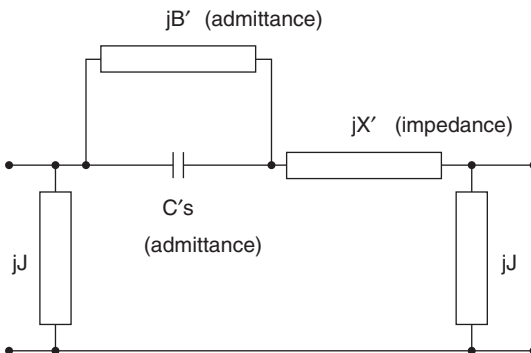 jB′ (admittance)
jX′ (impedance)
C′s
(admittance)
jJ
jJ